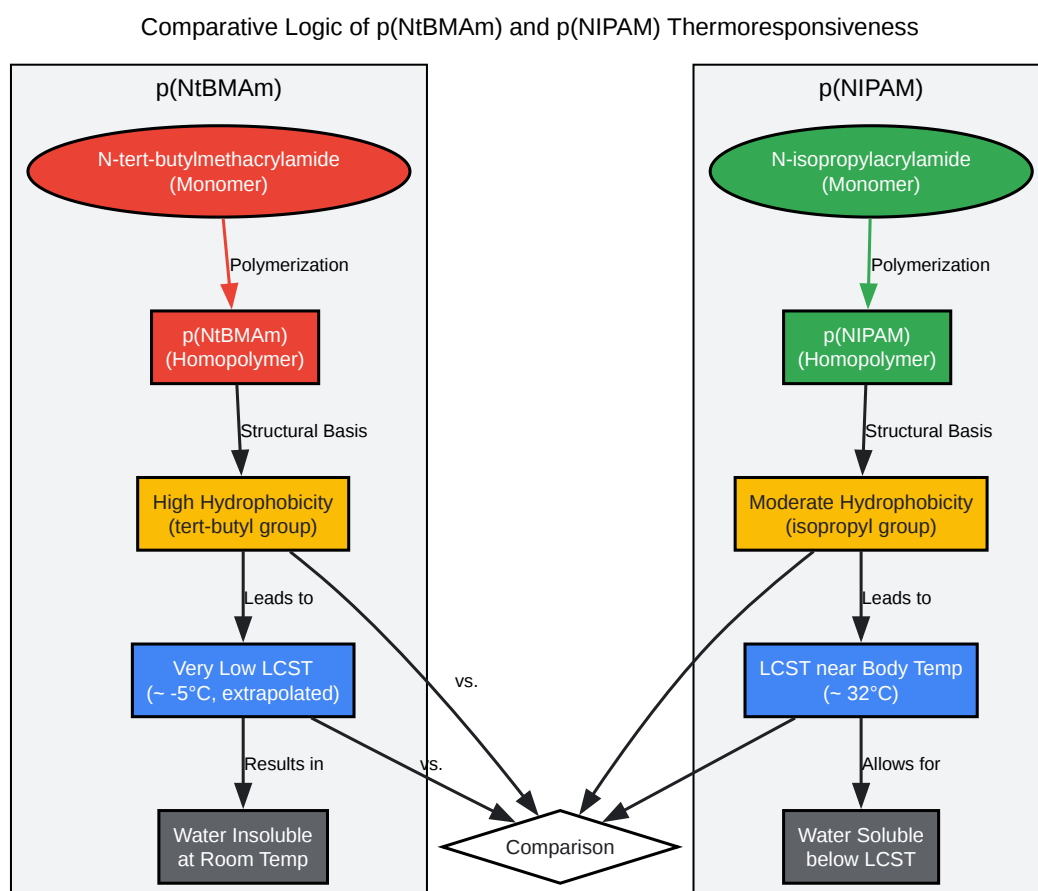 Comparative Logic of p(NtBMAm) and p(NIPAM) Thermoresponsiveness
p(NtBMAm)
N-tert-butylmethacrylamide
(Monomer)
Polymerization
p(NtBMAm)
(Homopolymer)
Structural Basis
High Hydrophobicity
(tert-butyl group)
Leads to
Very Low LCST
(~ -5°C, extrapolated)
Results in
Water Insoluble
at Room Temp
p(NIPAM)
N-isopropylacrylamide
(Monomer)
Polymerization
p(NIPAM)
(Homopolymer)
Structural Basis
Moderate Hydrophobicity
(isopropyl group)
Leads to
LCST near Body Temp
(~ 32°C)
Allows for
Water Soluble
below LCST
vs.
vs.
Comparison